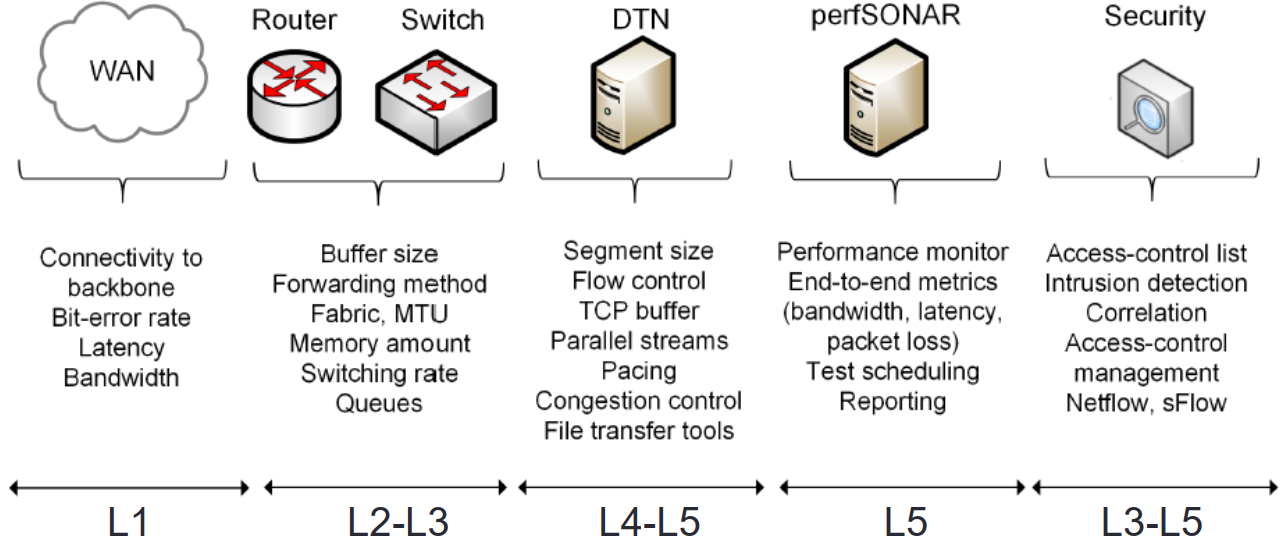 WAN
Router
Switch
DTN
perfSONAR
Security
Connectivity to
backbone
Bit-error rate
Latency
Bandwidth
Buffer size
Forwarding method
Fabric, MTU
Memory amount
Switching rate
Queues
Segment size
Flow control
TCP buffer
Parallel streams
Pacing
Congestion control
File transfer tools
Performance monitor
End-to-end metrics
(bandwidth, latency,
packet loss)
Test scheduling
Reporting
Access-control list
Intrusion detection
Correlation
Access-control
management
Netflow, sFlow
L1
L2-L3
L4-L5
L5
L3-L5